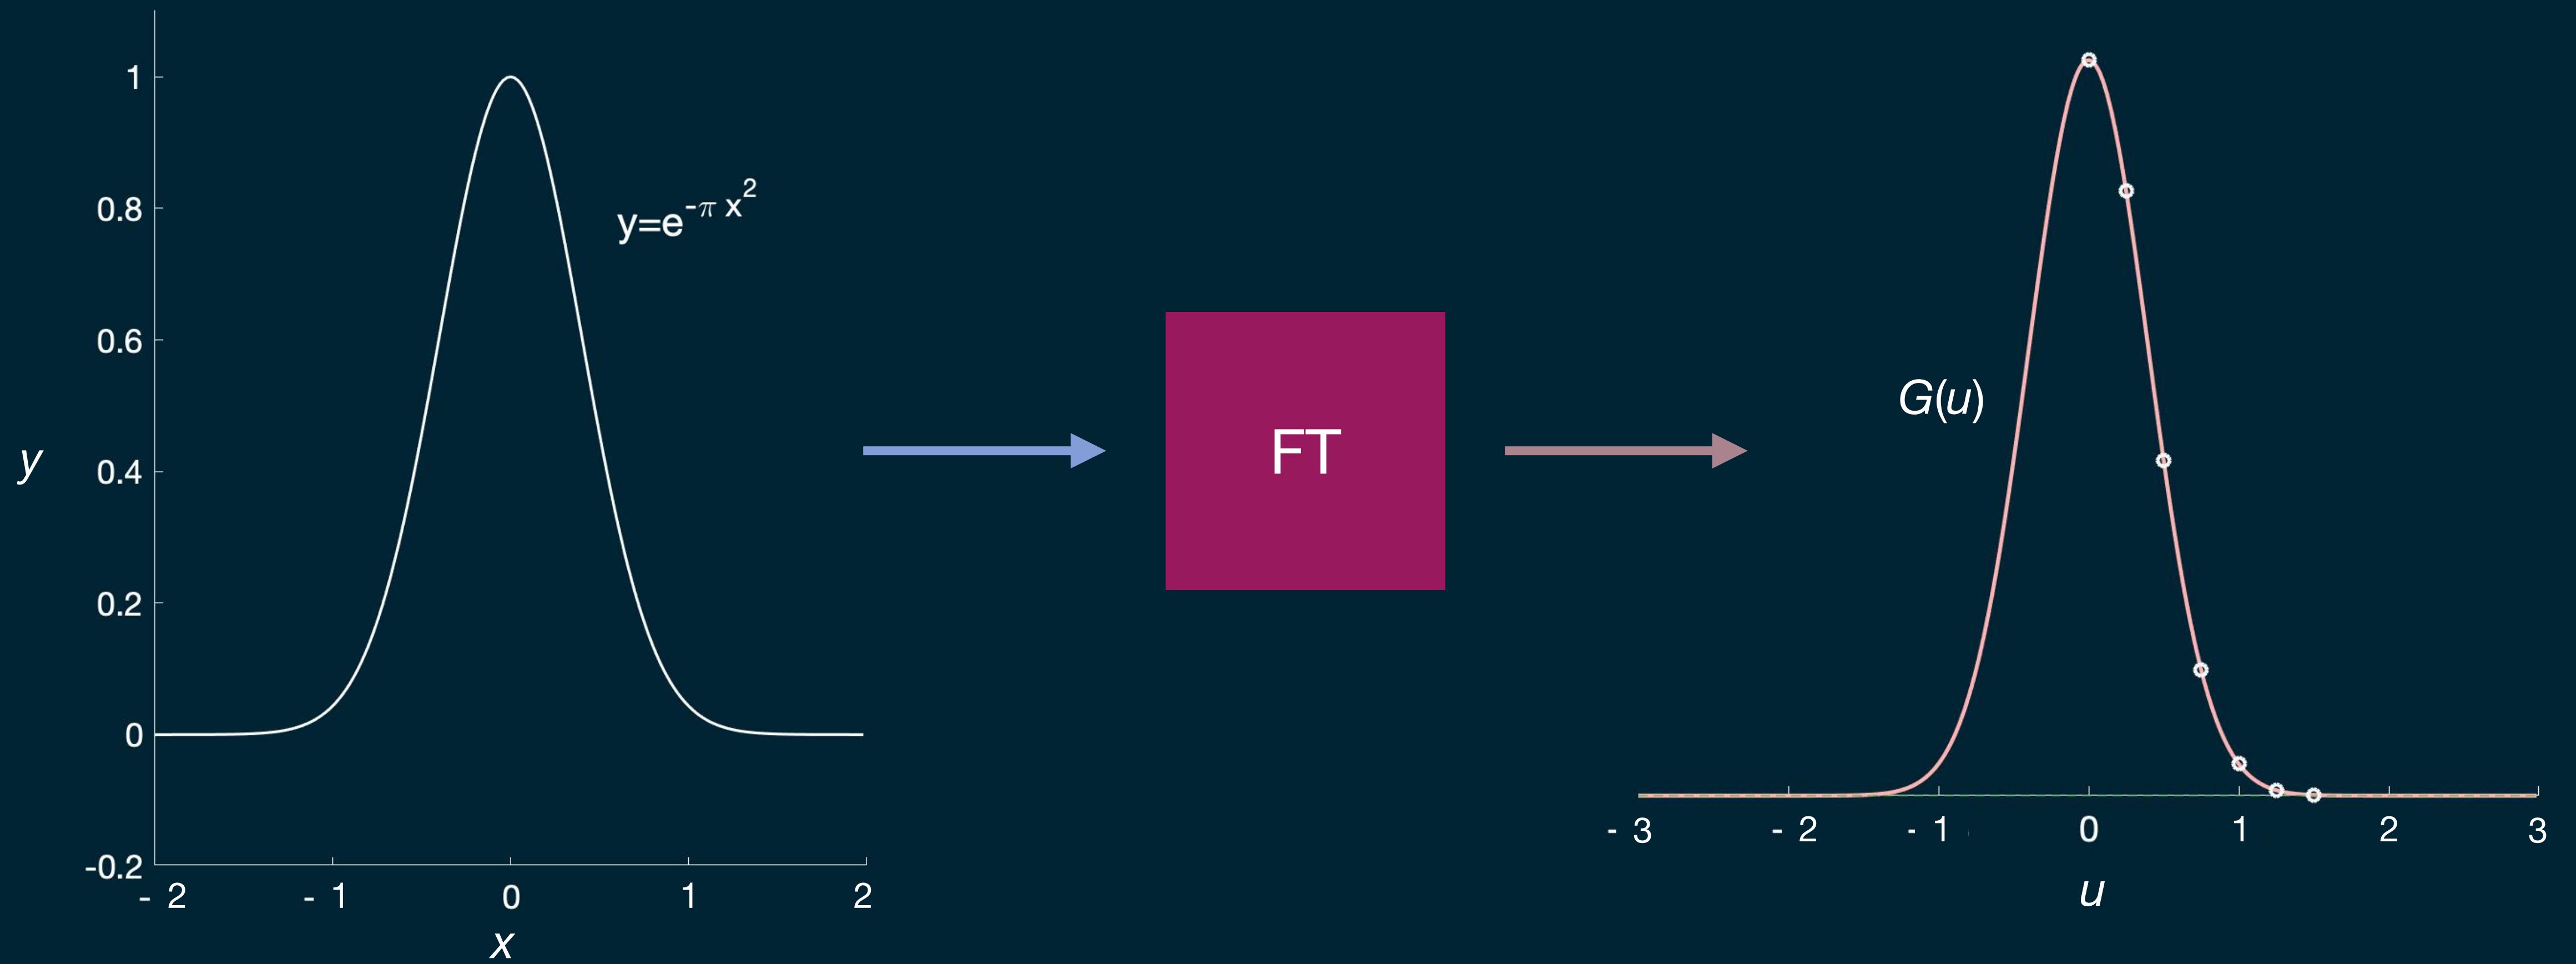 1
0.8
0.6
0.4
0.2
0
-0.2
y
y=e^{-π x^2}
- 2 - 1 0 1 2
x
FT
G(u)
- 3 - 2 - 1 0 1 2 3
u